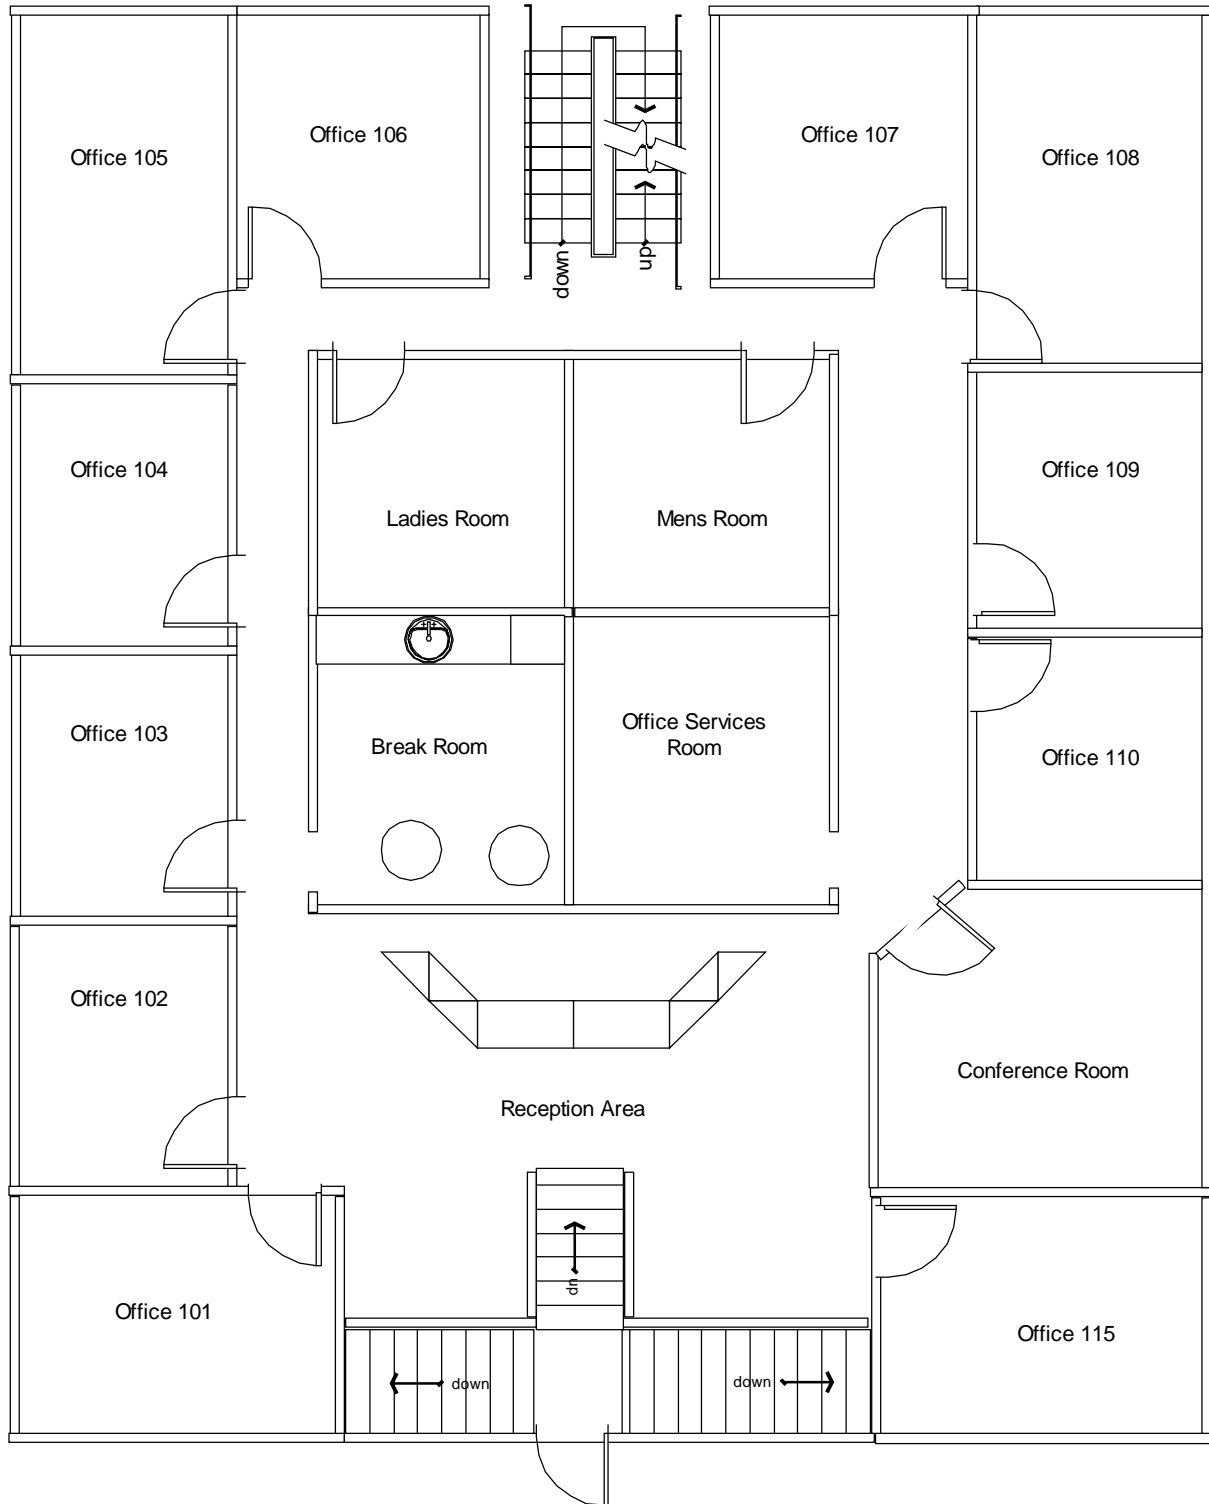 Office 105
Office 106
Office 107
Office 108
down
up
Office 104
Office 109
Ladies Room
Mens Room
Office 103
Break Room
Office Services
Room
Office 110
Office 102
Conference Room
Reception Area
up
Office 101
Office 115
down
down